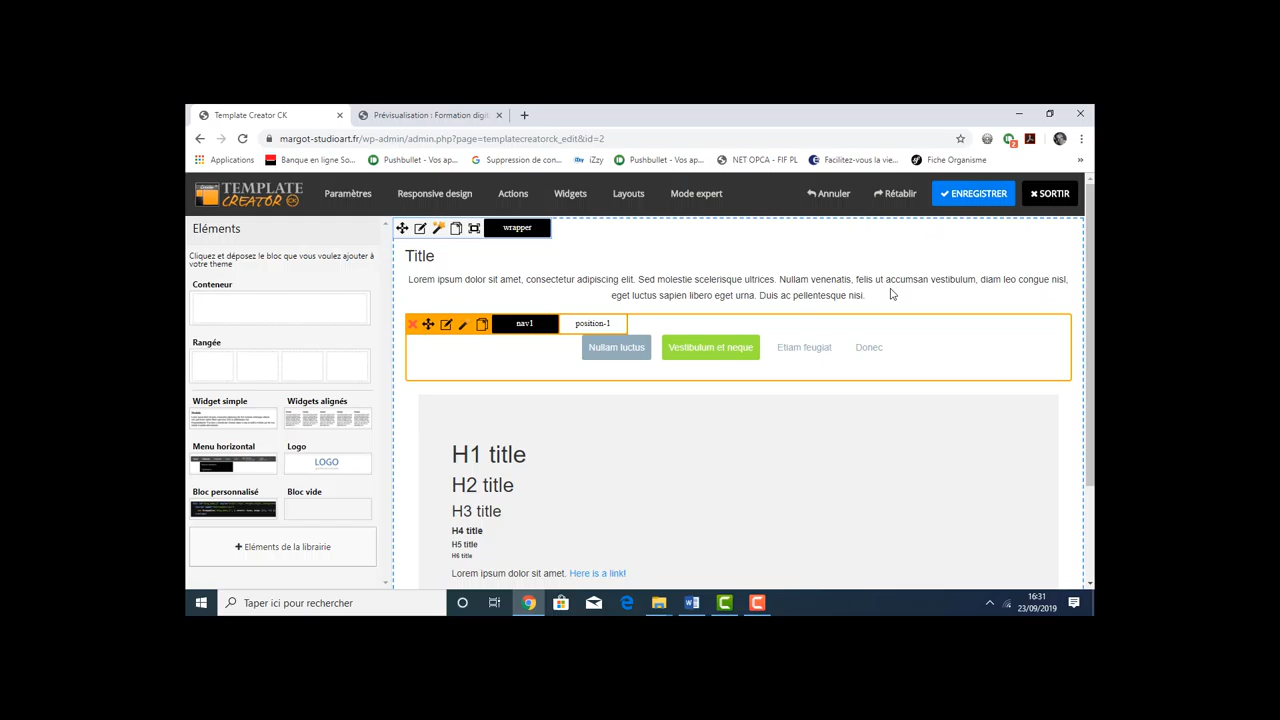 Template Creator CK
Prévisualisation : Formation digi
margot-studioart.fr/wp-admin/admin.php?page=templatecreatorck_edit&id=2
Applications
Banque en ligne So...
Pushbullet - Vos ap...
Suppression de con...
iZzy
Pushbullet - Vos ap...
NET OPCA - FIF PL
Facilitez-vous la vie...
Fiche Organisme
TEMPLATE
CREATOR CK
Paramètres
Responsive design
Actions
Widgets
Layouts
Mode expert
Annuler
Rétablir
ENREGISTRER
SORTIR
Eléments
Cliquez et déposez le bloc que vous voulez ajouter à
votre theme
Conteneur
Rangée
Widget simple
Widgets alignés
Menu horizontal
Logo
LOGO
Bloc personnalisé
Bloc vide
+ Eléments de la librairie
wrapper
Title
Lorem ipsum dolor sit amet, consectetur adipiscing elit. Sed molestie scelerisque ultrices. Nullam venenatis, felis ut accumsan vestibulum, diam leo congue nisl,
eget luctus sapien libero eget urna. Duis ac pellentesque nisi.
nav1
position-1
Nullam luctus
Vestibulum et neque
Etiam feugiat
Donec
H1 title
H2 title
H3 title
H4 title
H5 title
H6 title
Lorem ipsum dolor sit amet. Here is a link!
Taper ici pour rechercher
16:31
23/09/2019